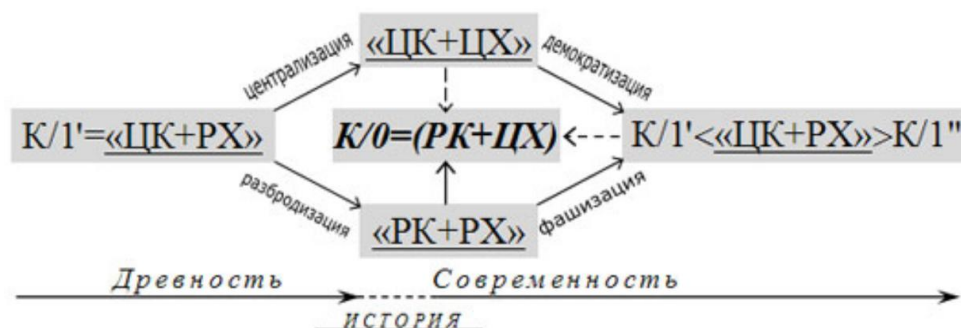 централизация
«ЦК+ЦХ»
демократизация
К/1'=«ЦК+РХ»
К/0=(РК+ЦХ)
К/1'<«ЦК+РХ»>К/1"
разбродизация
«РК+РХ»
фашизация
Древность
Современность
ИСТОРИЯ